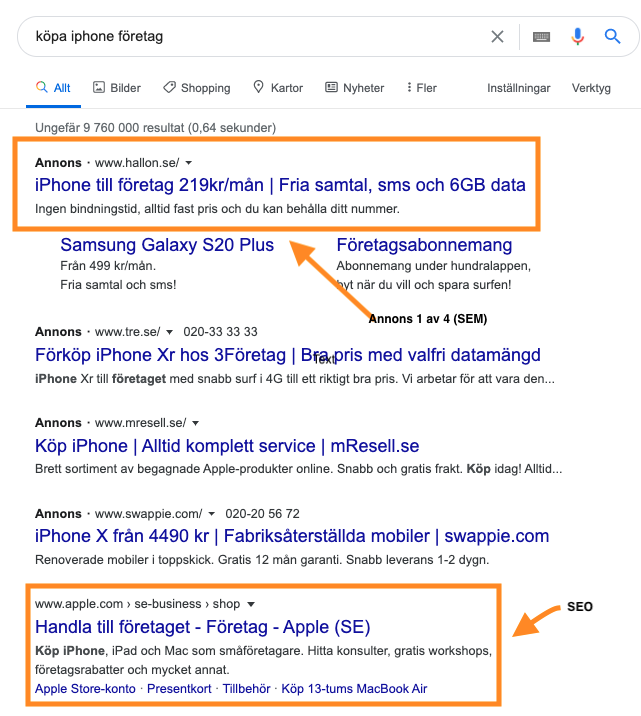 köpa iphone företag
Allt Bilder Shopping Kartor Nyheter Fler Inställningar Verktyg
Ungefär 9 760 000 resultat (0,64 sekunder)
Annons · www.hallon.se/
iPhone till företag 219kr/mån | Fria samtal, sms och 6GB data
Ingen bindningstid, alltid fast pris och du kan behålla ditt nummer.
Samsung Galaxy S20 Plus Företagsabonnemang
Från 499 kr/mån. Abonnemang under hundralappen,
Fria samtal och sms! byt när du vill och spara surfen!
Annons 1 av 4 (SEM)
Annons · www.tre.se/ 020-33 33 33
Förköp iPhone Xr hos 3Företag | Bra pris med valfri datamängd
Text
iPhone Xr till företaget med snabb surf i 4G till ett riktigt bra pris. Vi arbetar för att vara den...
Annons · www.mresell.se/
Köp iPhone | Alltid komplett service | mResell.se
Brett sortiment av begagnade Apple-produkter online. Snabb och gratis frakt. Köp idag! Alltid...
Annons · www.swappie.com/ 020-20 56 72
iPhone X från 4490 kr | Fabriksåterställda mobiler | swappie.com
Renoverade mobiler i toppskick. Gratis 12 mån garanti. Snabb leverans 1-2 dygn.
www.apple.com › se-business › shop
SEO
Handla till företaget - Företag - Apple (SE)
Köp iPhone, iPad och Mac som småföretagare. Hitta konsulter, gratis workshops,
företagsrabatter och mycket annat.
Apple Store-konto · Presentkort · Tillbehör · Köp 13-tums MacBook Air